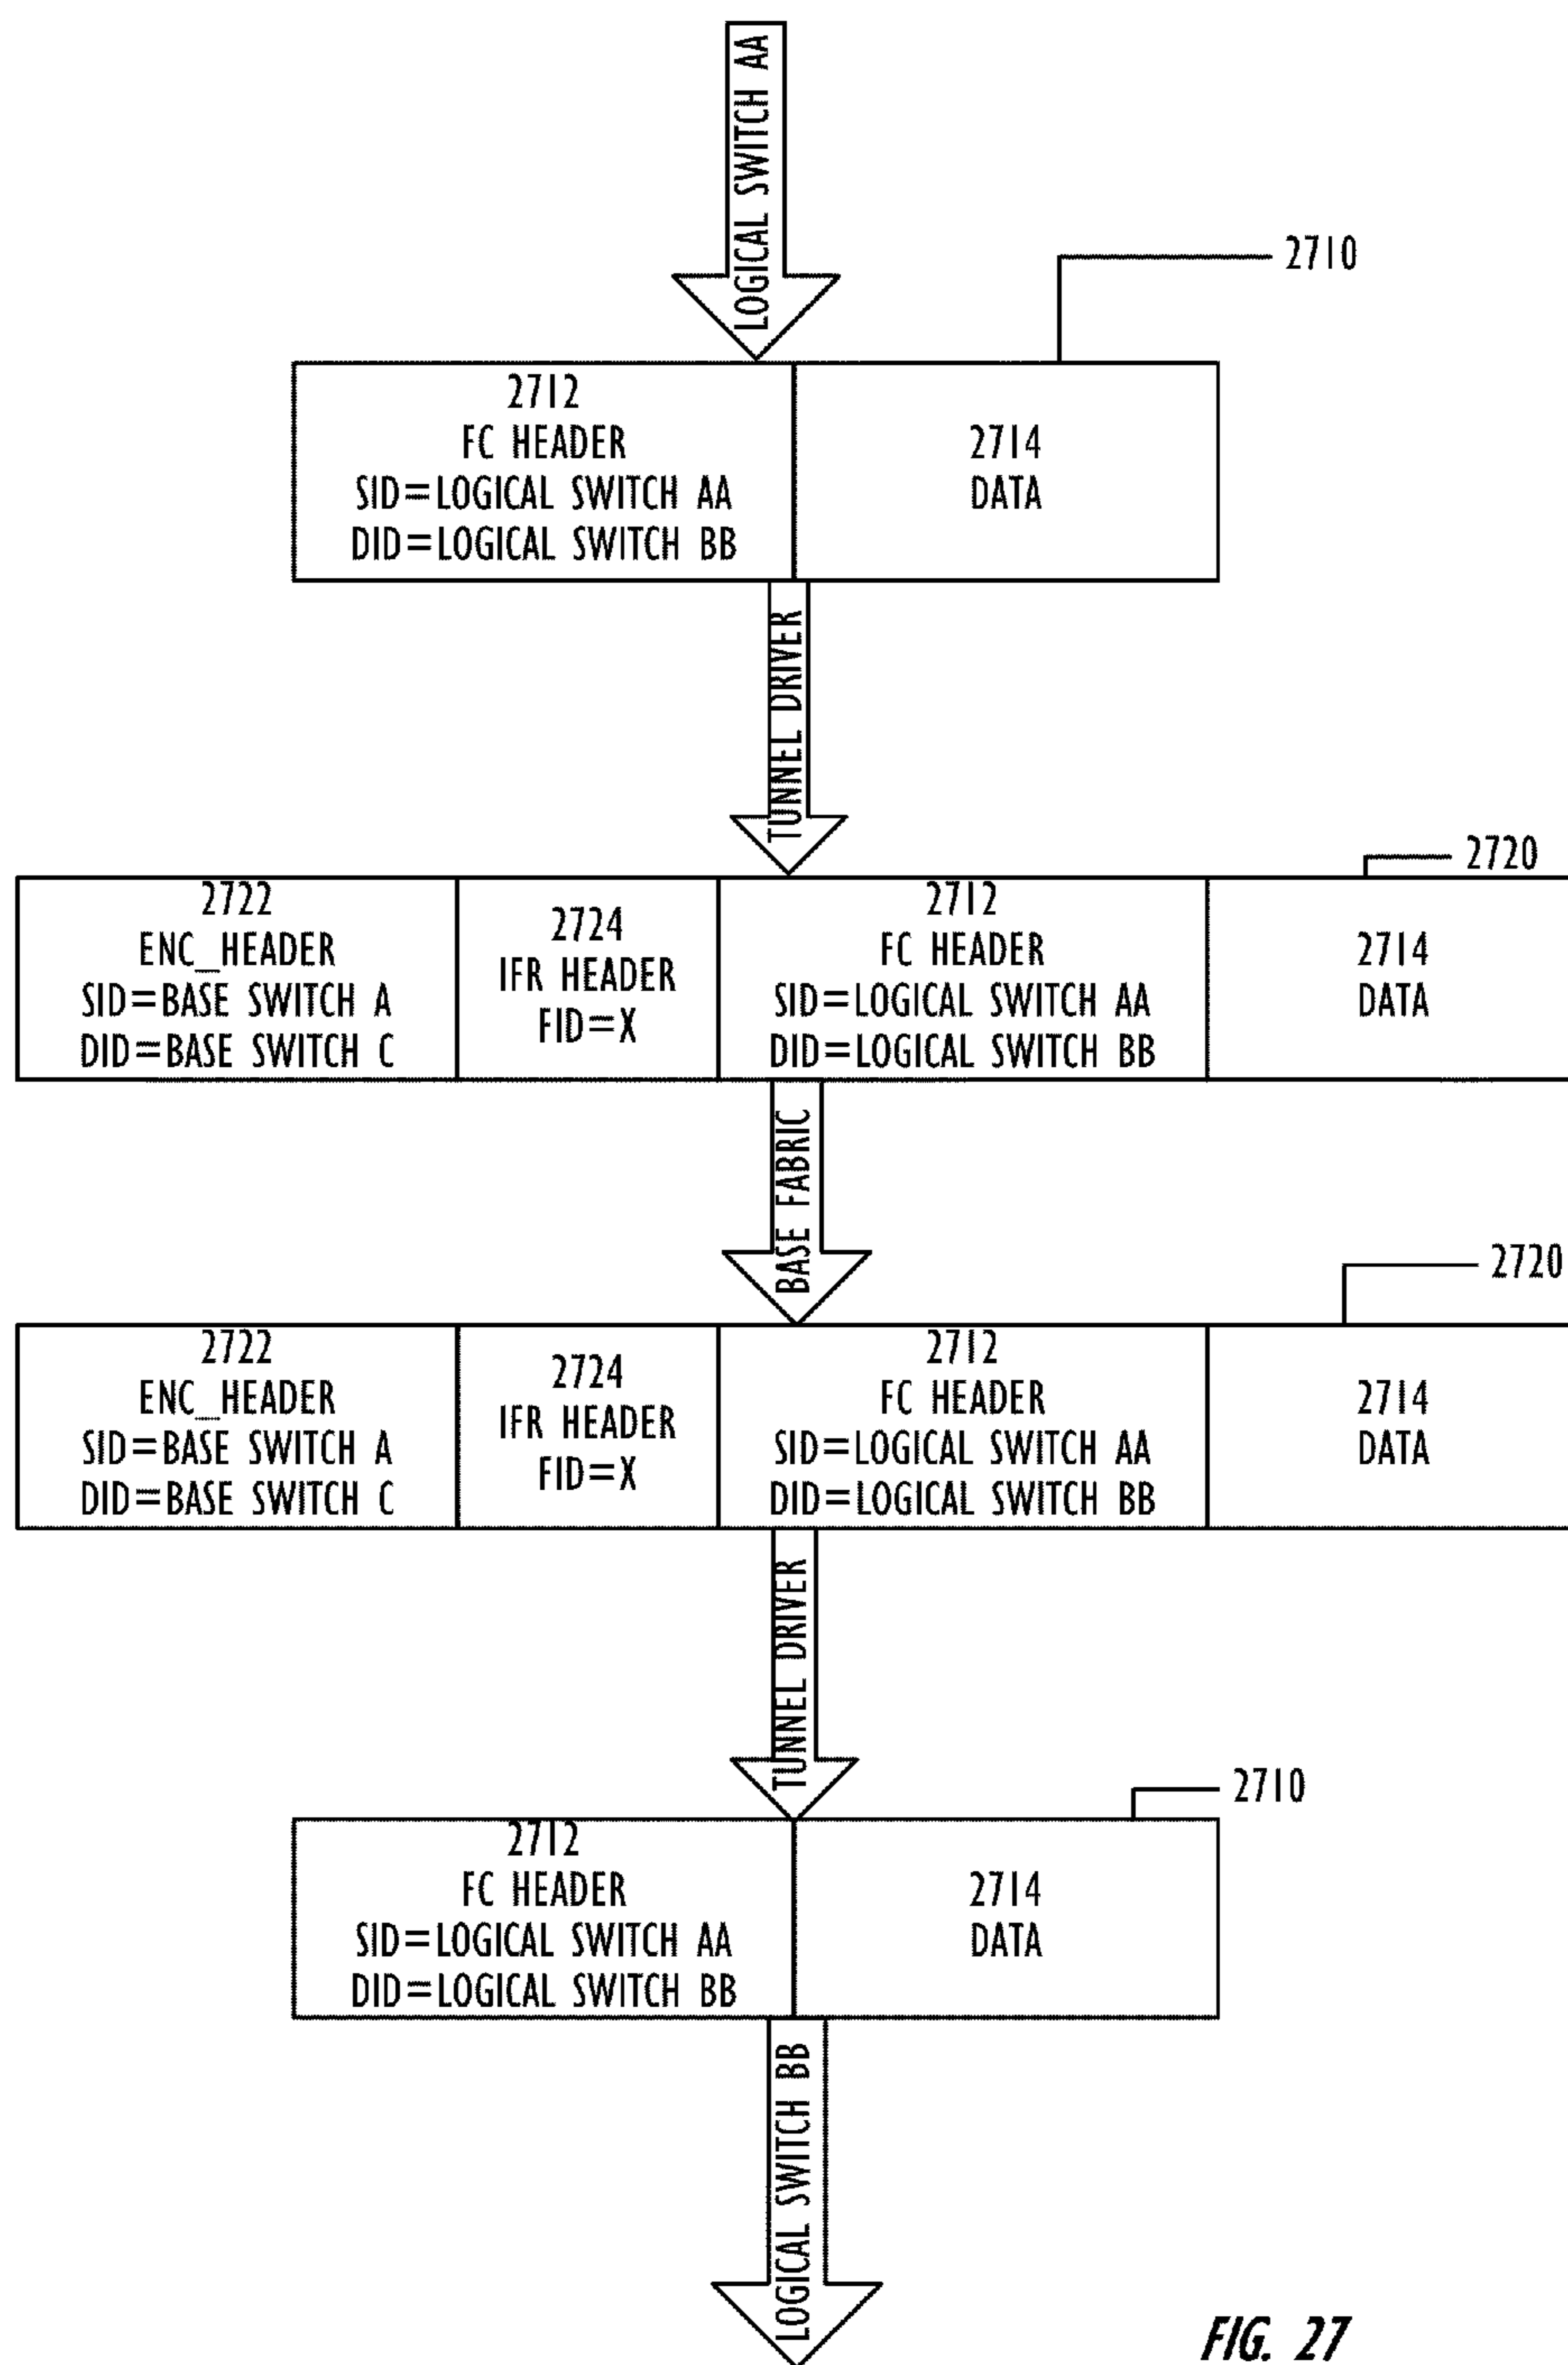 LOGICAL SWITCH AA
2710
2712
FC HEADER
SID=LOGICAL SWITCH AA
DID=LOGICAL SWITCH BB
2714
DATA
TUNNEL DRIVER
2720
2722
ENC_HEADER
SID=BASE SWITCH A
DID=BASE SWITCH C
2724
IFR HEADER
FID=X
2712
FC HEADER
SID=LOGICAL SWITCH AA
DID=LOGICAL SWITCH BB
2714
DATA
BASE FABRIC
2720
2722
ENC_HEADER
SID=BASE SWITCH A
DID=BASE SWITCH C
2724
IFR HEADER
FID=X
2712
FC HEADER
SID=LOGICAL SWITCH AA
DID=LOGICAL SWITCH BB
2714
DATA
TUNNEL DRIVER
2710
2712
FC HEADER
SID=LOGICAL SWITCH AA
DID=LOGICAL SWITCH BB
2714
DATA
LOGICAL SWITCH BB
FIG. 27